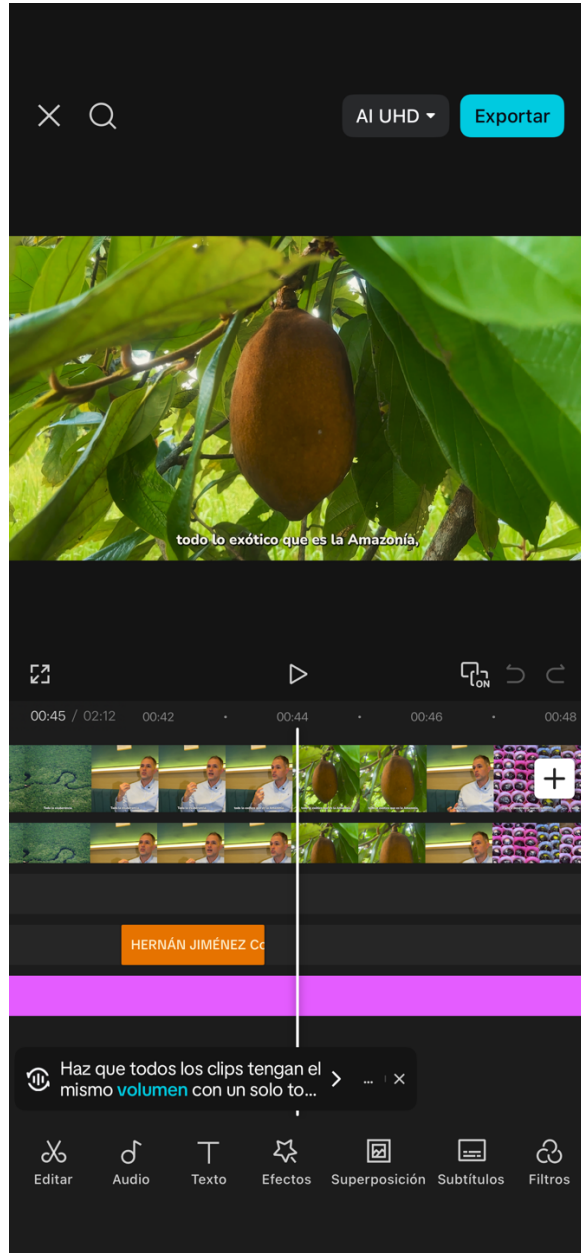 AI UHD
Exportar
todo lo exótico que es la Amazonía,
ON
00:45 / 02:12
00:42
00:44
00:46
00:48
HERNÁN JIMÉNEZ Co
Haz que todos los clips tengan el
mismo volumen con un solo to...
...
Editar
Audio
Texto
Efectos
Superposición
Subtítulos
Filtros